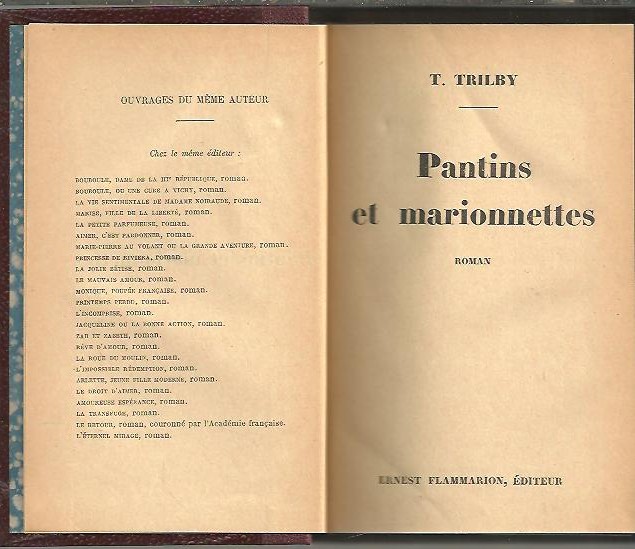 OUVRAGES DU MÊME AUTEUR
Chez le même éditeur :
BOUBOULE, DAME DE LA IIIe RÉPUBLIQUE, roman.
BOUBOULE, OU UNE CURE A VICHY, roman.
LA VIE SENTIMENTALE DE MADAME NOIRAUDE, roman.
MARISE, FILLE DE LA LIBERTÉ, roman.
LA PETITE PARFUMEUSE, roman.
AIMER, C'EST PARDONNER, roman.
MARIE-PIERRE AU VOLANT OU LA GRANDE AVENTURE, roman.
PRINCESSE DE RIVIERA, roman.
LA JOLIE BÊTISE, roman.
LE MAUVAIS AMOUR, roman.
MONIQUE, POUPÉE FRANÇAISE, roman.
PRINTEMPS PERDU, roman.
L'INCOMPRISE, roman.
JACQUELINE OU LA BONNE ACTION, roman.
ZAB ET ZABETH, roman.
RÊVE D'AMOUR, roman.
LA ROUE DU MOULIN, roman.
L'IMPOSSIBLE RÉDEMPTION, roman.
ARLETTE, JEUNE FILLE MODERNE, roman.
LE DROIT D'AIMER, roman.
AMOUREUSE ESPÉRANCE, roman.
LA TRANSFUGE, roman.
LE RETOUR, roman, couronné par l'Académie française.
L'ÉTERNEL MIRAGE, roman.
T. TRILBY
Pantins
et marionnettes
ROMAN
ERNEST FLAMMARION, ÉDITEUR